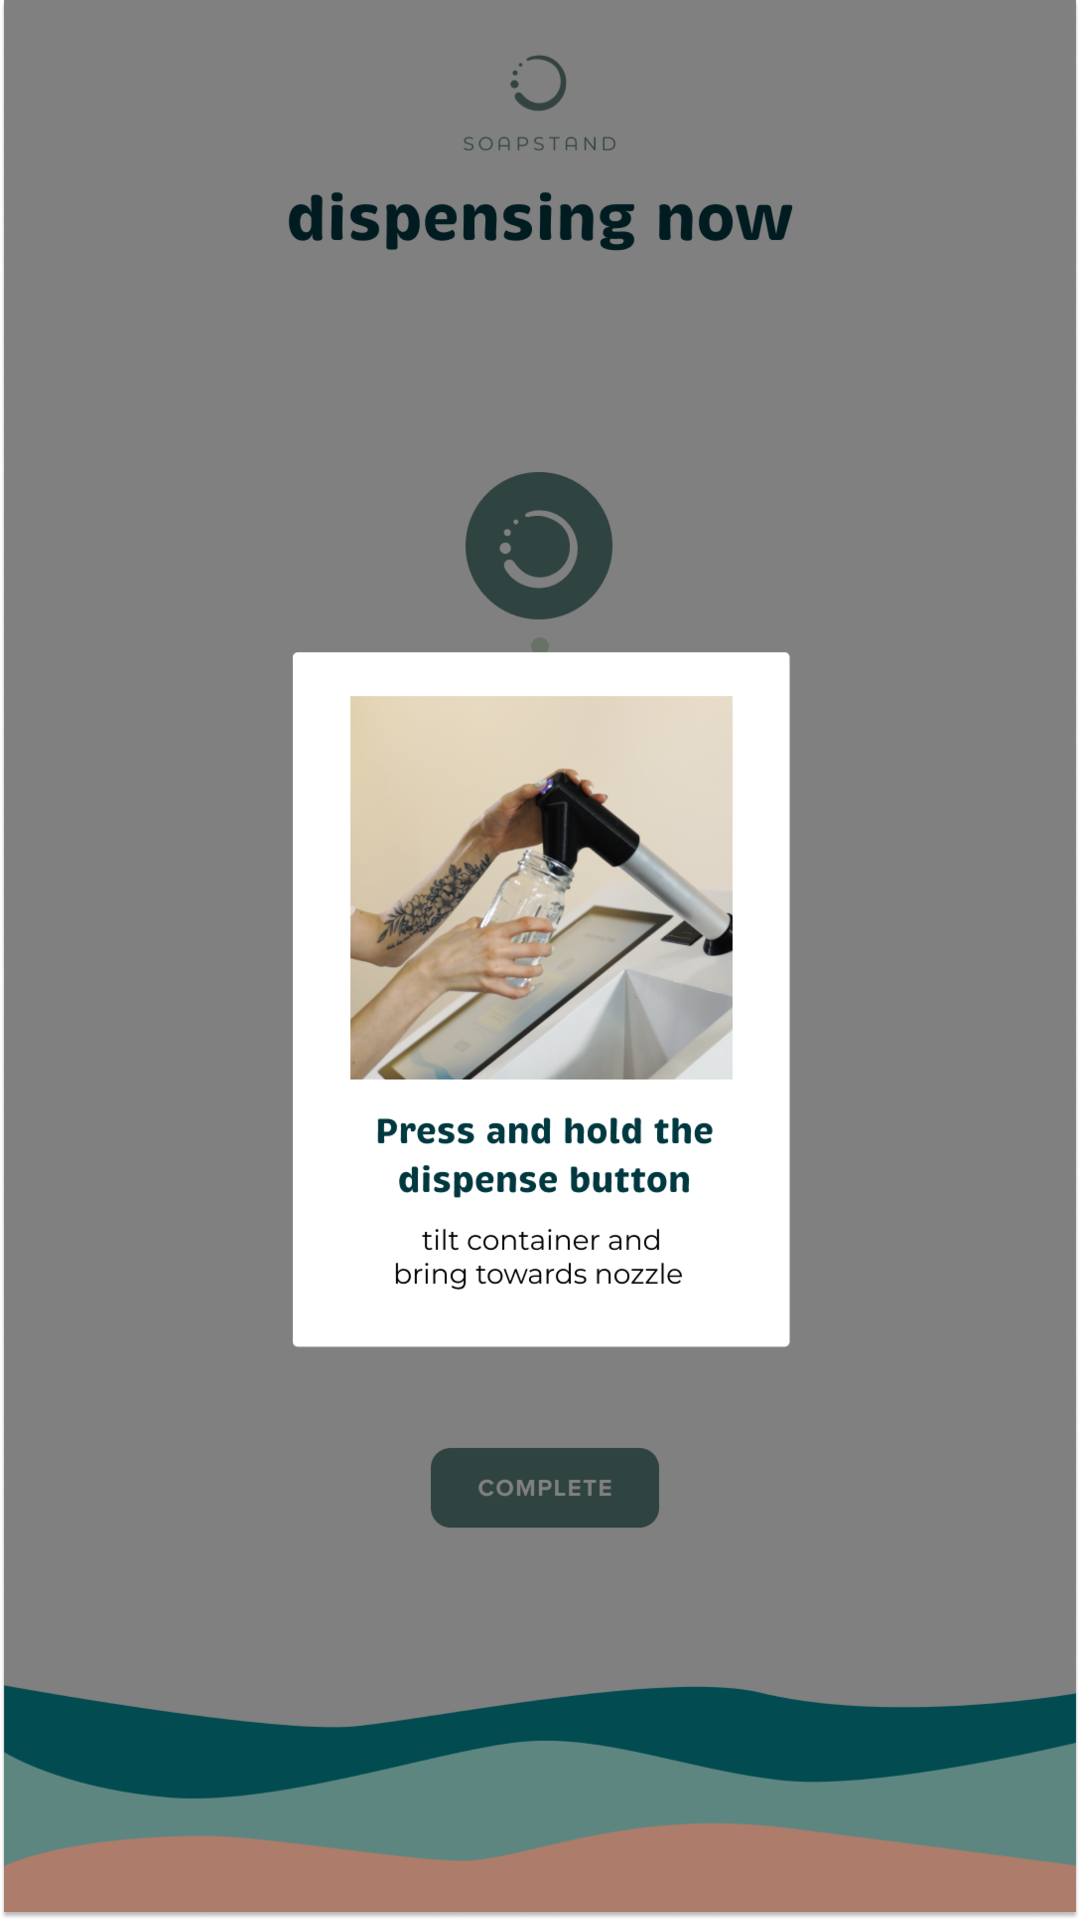 SOAPSTAND
dispensing now
Press and hold the
dispense button
tilt container and
bring towards nozzle
COMPLETE